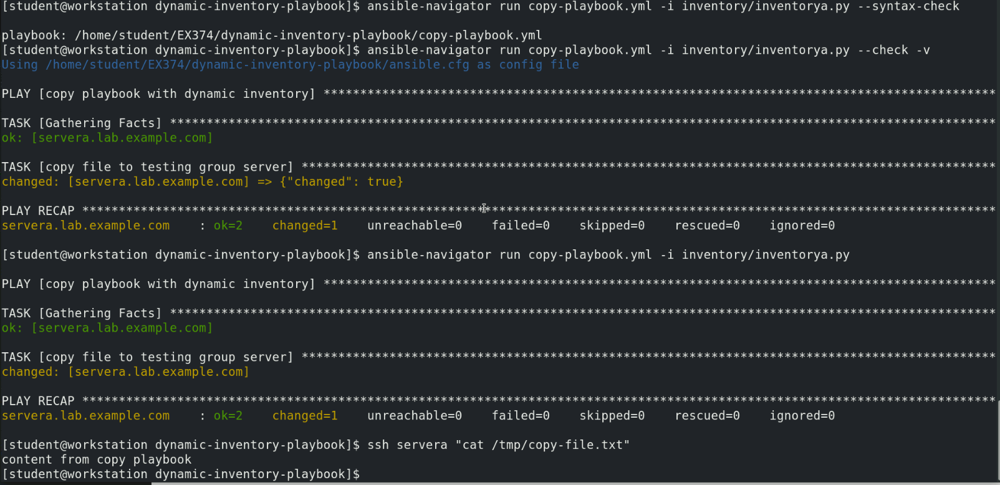 [student@workstation dynamic-inventory-playbook]$ ansible-navigator run copy-playbook.yml -i inventory/inventorya.py --syntax-check
playbook: /home/student/EX374/dynamic-inventory-playbook/copy-playbook.yml
[student@workstation dynamic-inventory-playbook]$ ansible-navigator run copy-playbook.yml -i inventory/inventorya.py --check -v
Using /home/student/EX374/dynamic-inventory-playbook/ansible.cfg as config file
PLAY [copy playbook with dynamic inventory] ********************************************************************************************
TASK [Gathering Facts] *****************************************************************************************************************
ok: [servera.lab.example.com]
TASK [copy file to testing group server] ***********************************************************************************************
changed: [servera.lab.example.com] => {"changed": true}
PLAY RECAP *****************************************************************************************************************************
servera.lab.example.com    : ok=2    changed=1    unreachable=0    failed=0    skipped=0    rescued=0    ignored=0
[student@workstation dynamic-inventory-playbook]$ ansible-navigator run copy-playbook.yml -i inventory/inventorya.py
PLAY [copy playbook with dynamic inventory] ********************************************************************************************
TASK [Gathering Facts] *****************************************************************************************************************
ok: [servera.lab.example.com]
TASK [copy file to testing group server] ***********************************************************************************************
changed: [servera.lab.example.com]
PLAY RECAP *****************************************************************************************************************************
servera.lab.example.com    : ok=2    changed=1    unreachable=0    failed=0    skipped=0    rescued=0    ignored=0
[student@workstation dynamic-inventory-playbook]$ ssh servera "cat /tmp/copy-file.txt"
content from copy playbook
[student@workstation dynamic-inventory-playbook]$